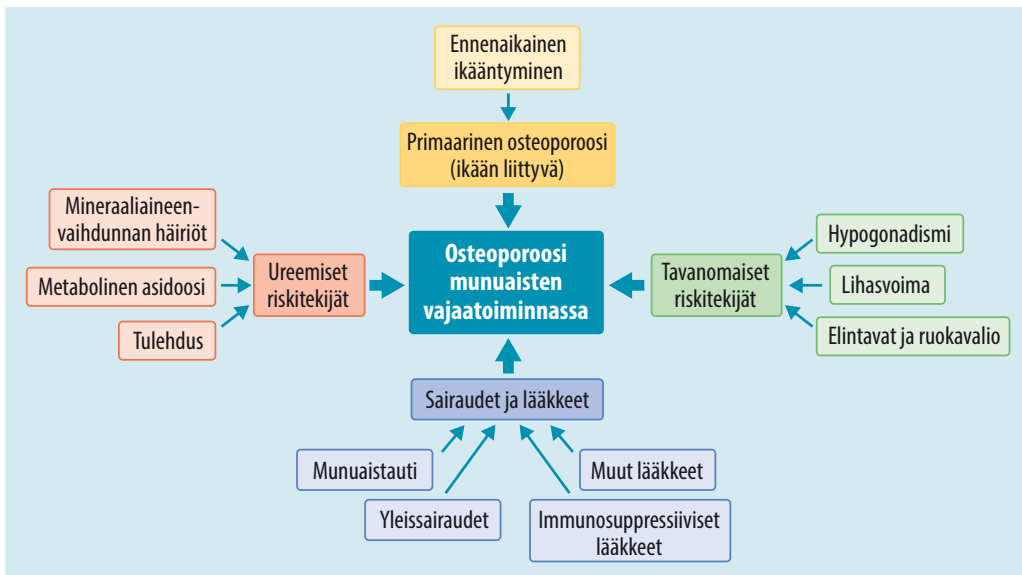 Ennenaikainen
ikääntyminen
Primaarinen osteoporoosi
(ikään liittyvä)
Mineraaliaineen-
vaihdunnan häiriöt
Metabolinen asidoosi
Tulehdus
Ureemiset
riskitekijät
Osteoporoosi
munuaisten
vajaatoiminnassa
Tavanomaiset
riskitekijät
Hypogonadismi
Lihasvoima
Elintavat ja ruokavalio
Sairaudet ja lääkkeet
Munuaistauti
Yleissairaudet
Muut lääkkeet
Immunosuppressiiviset
lääkkeet